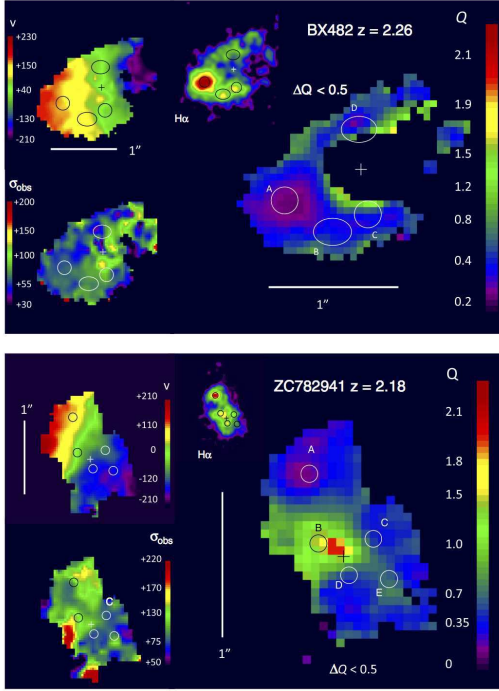 v
+230
+130
+50
-40
-130
-210
Hα
1"
BX482 z = 2.26
ΔQ < 0.5
Q
2.1
1.9
1.5
1.2
0.8
0.4
0.2
A
B
C
D
1"
σobs
+200
+150
+100
+55
+30
ZC782941 z = 2.18
Q
2.1
1.8
1.5
1.0
0.7
0.35
0
A
B
C
D
E
1"
ΔQ < 0.5
Hα
v
+210
+110
0
-120
-210
1"
σobs
+220
+170
+130
+75
+50
C